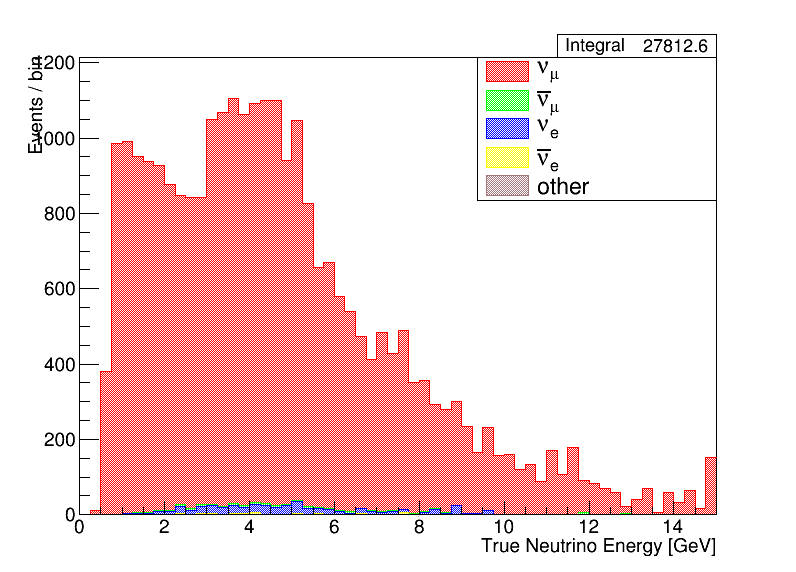 Integral 27812.6
Events / bin
ν_μ
ν̅_μ
ν_e
ν̅_e
other
1200
1000
800
600
400
200
0
0 2 4 6 8 10 12 14
True Neutrino Energy [GeV]